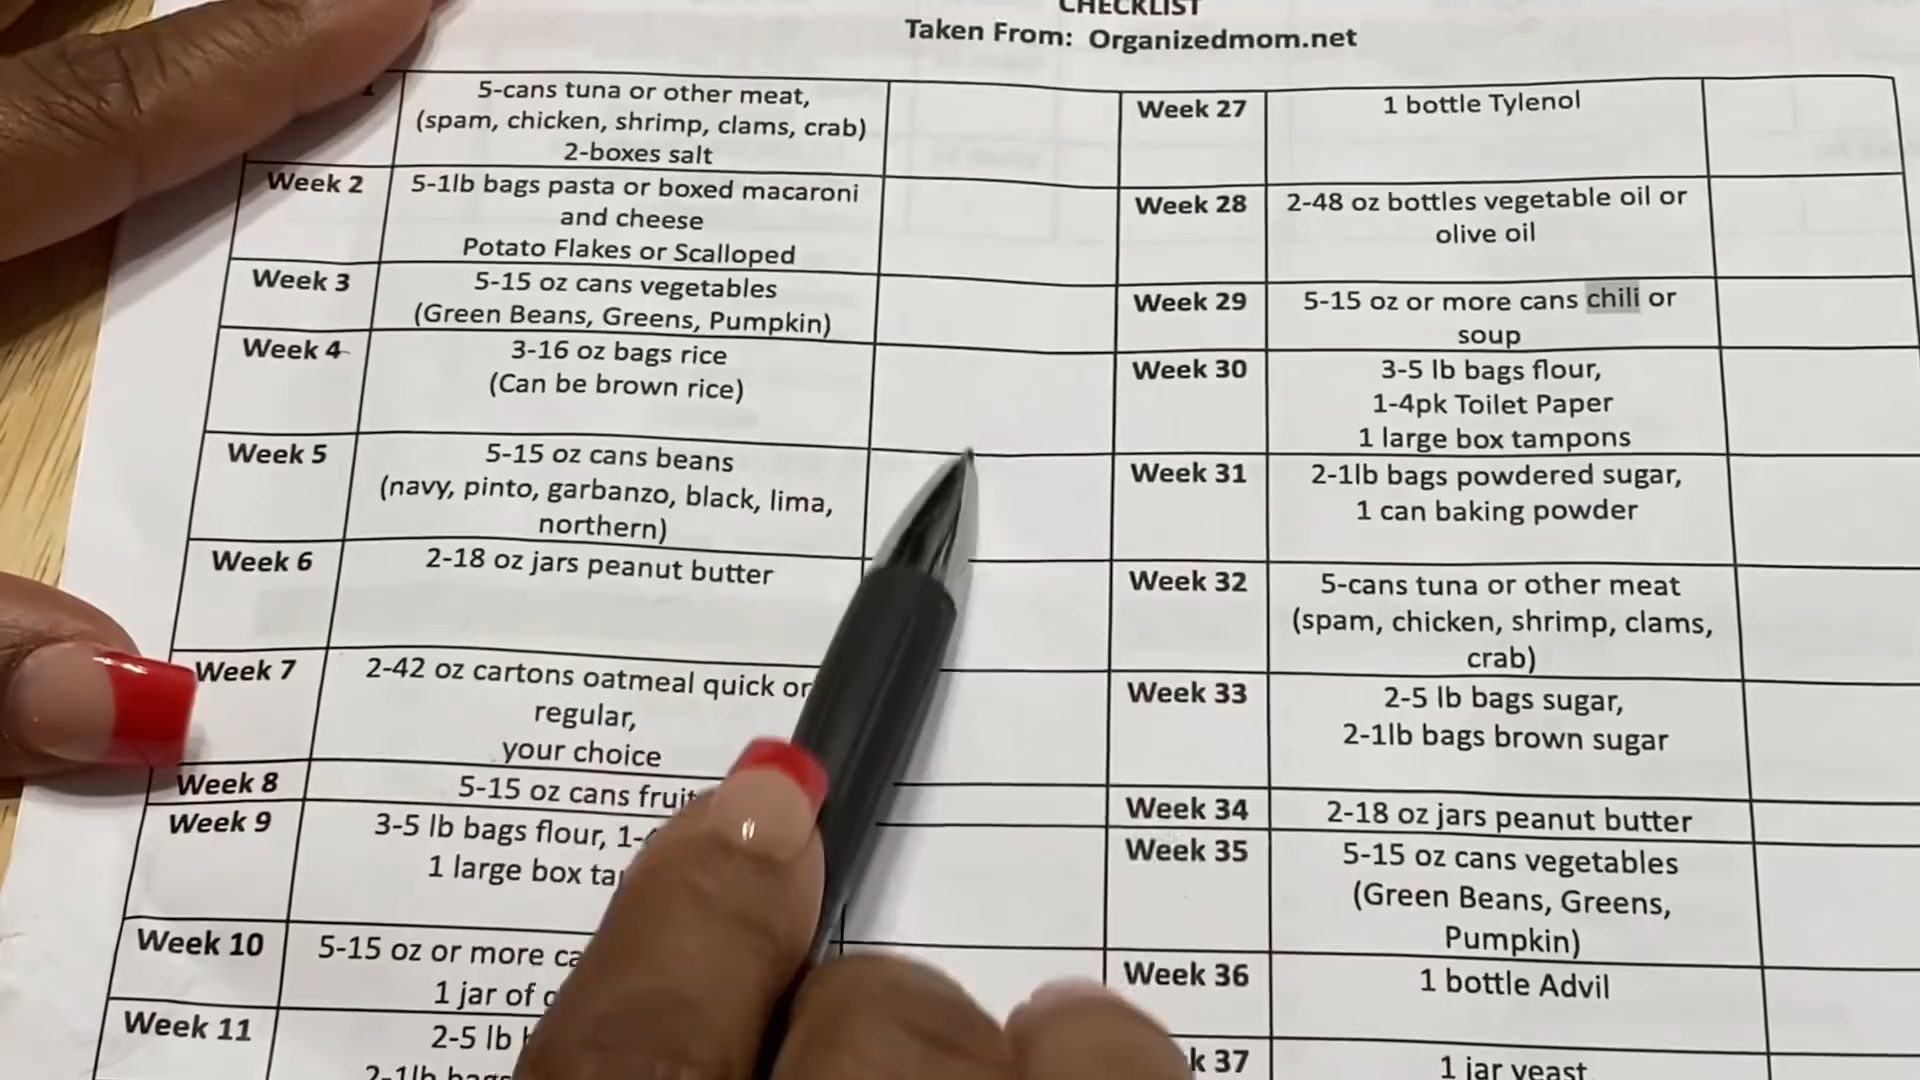 CHECKLIST
Taken From: Organizedmom.net
5-cans tuna or other meat,
(spam, chicken, shrimp, clams, crab)
2-boxes salt
Week 2
5-1lb bags pasta or boxed macaroni
and cheese
Potato Flakes or Scalloped
Week 3
5-15 oz cans vegetables
(Green Beans, Greens, Pumpkin)
Week 4
3-16 oz bags rice
(Can be brown rice)
Week 5
5-15 oz cans beans
(navy, pinto, garbanzo, black, lima,
northern)
Week 6
2-18 oz jars peanut butter
Week 7
2-42 oz cartons oatmeal quick or
regular,
your choice
Week 8
5-15 oz cans fruit
Week 9
3-5 lb bags flour,
1 large box
Week 10
5-15 oz or more
1 jar of
Week 11
2-5 lb
2-1lb bags
Week 27
1 bottle Tylenol
Week 28
2-48 oz bottles vegetable oil or
olive oil
Week 29
5-15 oz or more cans chili or
soup
Week 30
3-5 lb bags flour,
1-4pk Toilet Paper
1 large box tampons
Week 31
2-1lb bags powdered sugar,
1 can baking powder
Week 32
5-cans tuna or other meat
(spam, chicken, shrimp, clams,
crab)
Week 33
2-5 lb bags sugar,
2-1lb bags brown sugar
Week 34
2-18 oz jars peanut butter
Week 35
5-15 oz cans vegetables
(Green Beans, Greens,
Pumpkin)
Week 36
1 bottle Advil
37
1 jar yeast